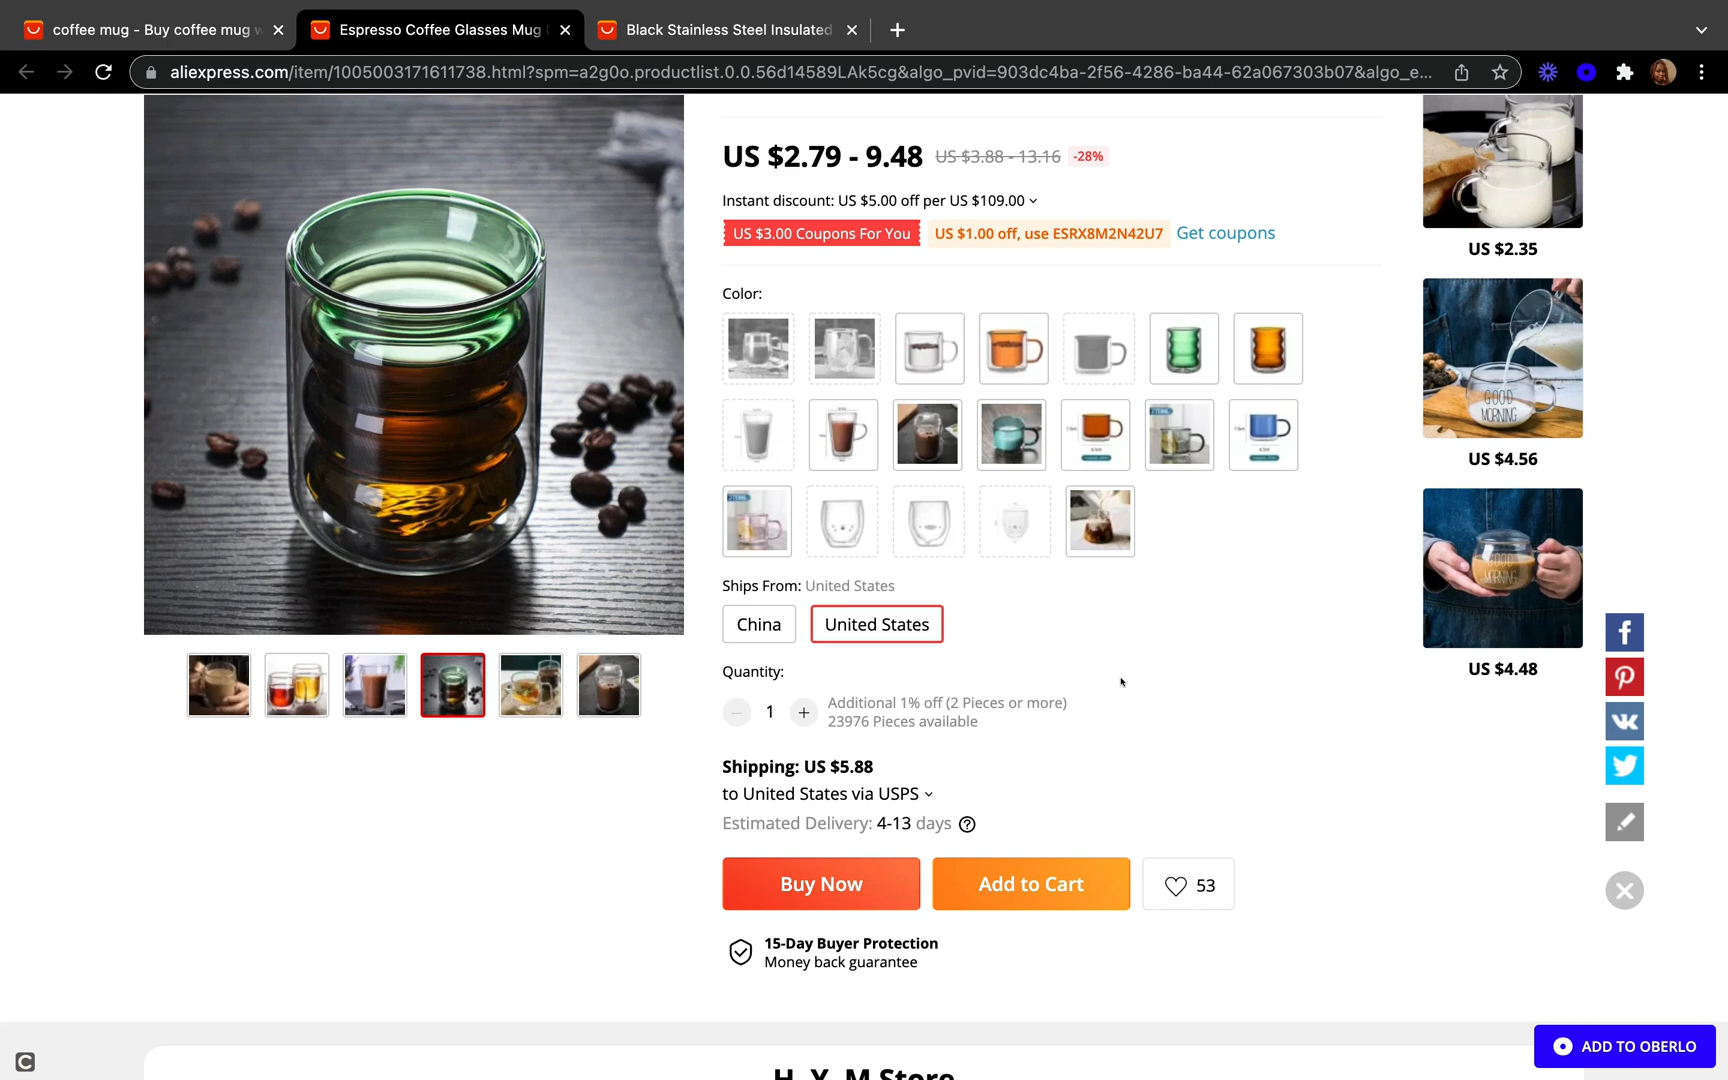 coffee mug - Buy coffee mug w
Espresso Coffee Glasses Mug
Black Stainless Steel Insulated
aliexpress.com/item/1005003171611738.html?spm=a2g0o.productlist.0.0.56d14589LAk5cg&algo_pvid=903dc4ba-2f56-4286-ba44-62a067303b07&algo_e...
US $2.79 - 9.48 US $3.88 - 13.16 -28%
Instant discount: US $5.00 off per US $109.00
US $3.00 Coupons For You US $1.00 off, use ESRX8M2N42U7 Get coupons
Color:
Ships From: United States
China United States
Quantity:
1
Additional 1% off (2 Pieces or more)
23976 Pieces available
Shipping: US $5.88
to United States via USPS
Estimated Delivery: 4-13 days
Buy Now Add to Cart 53
15-Day Buyer Protection
Money back guarantee
US $2.35
GOOD
MORNING
US $4.56
GOOD
MORNING
US $4.48
ADD TO OBERLO
H. Y. M Store